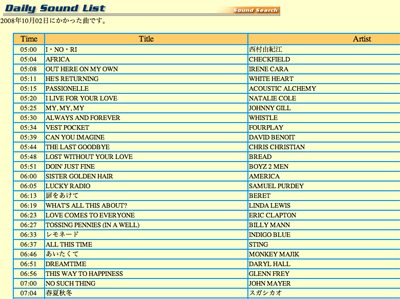 Daily Sound List
Sound Search
2008年10月02日にかかった曲です。
Time Title Artist
05:00 I・NO・RI 西村由紀江
05:04 AFRICA CHECKFIELD
05:08 OUT HERE ON MY OWN IRENE CARA
05:11 HE'S RETURNING WHITE HEART
05:15 PASSIONELLE ACOUSTIC ALCHEMY
05:20 I LIVE FOR YOUR LOVE NATALIE COLE
05:25 MY, MY, MY JOHNNY GILL
05:30 ALWAYS AND FOREVER WHISTLE
05:34 VEST POCKET FOURPLAY
05:39 CAN YOU IMAGINE DAVID BENOIT
05:44 THE LAST GOODBYE CHRIS CHRISTIAN
05:48 LOST WITHOUT YOUR LOVE BREAD
05:51 DOIN' JUST FINE BOYZ 2 MEN
06:00 SISTER GOLDEN HAIR AMERICA
06:05 LUCKY RADIO SAMUEL PURDEY
06:13 扉をあけて BERET
06:19 WHAT'S ALL THIS ABOUT? LINDA LEWIS
06:23 LOVE COMES TO EVERYONE ERIC CLAPTON
06:27 TOSSING PENNIES (IN A WELL) BILLY MANN
06:33 レモネード INDIGO BLUE
06:37 ALL THIS TIME STING
06:46 あいたくて MONKEY MAJIK
06:51 DREAMTIME DARYL HALL
06:56 THIS WAY TO HAPPINESS GLENN FREY
07:00 NO SUCH THING JOHN MAYER
07:04 春夏秋冬 スガシカオ